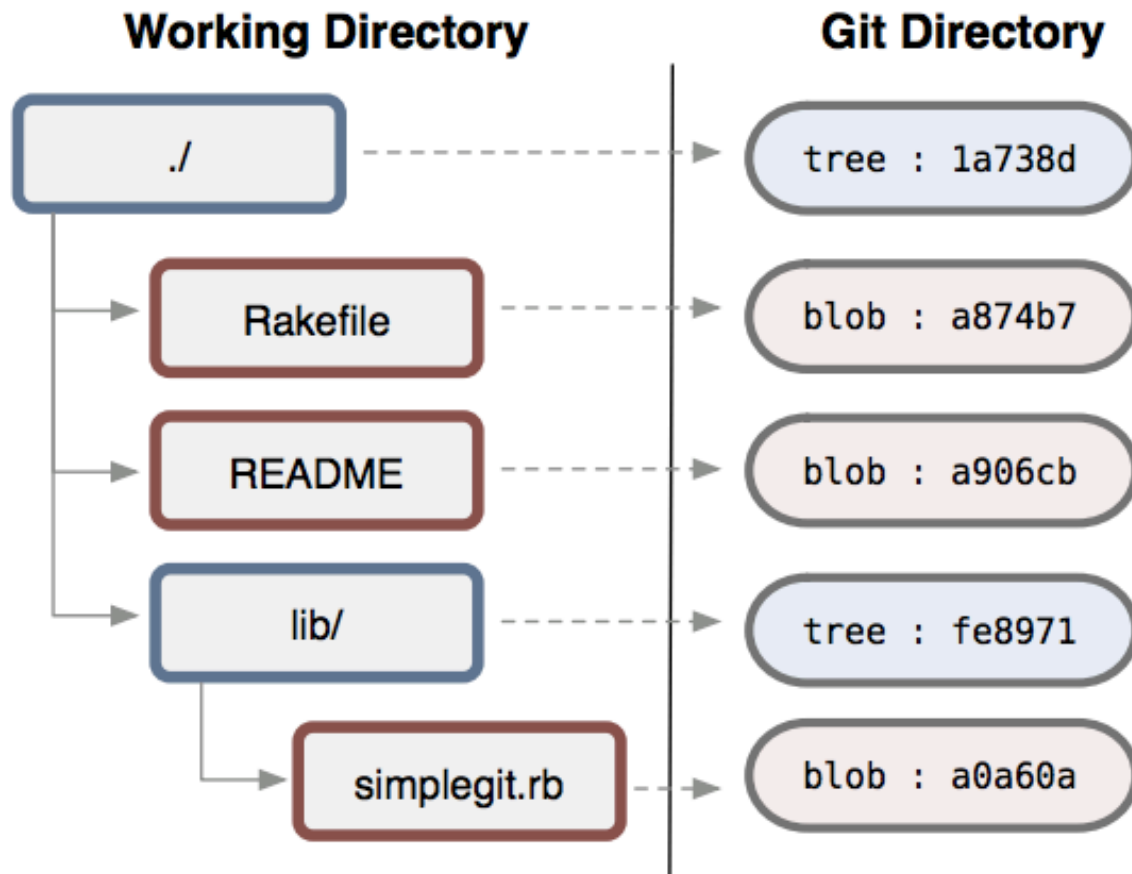 Working Directory
Git Directory
./
tree : 1a738d
Rakefile
blob : a874b7
README
blob : a906cb
lib/
tree : fe8971
simplegit.rb
blob : a0a60a